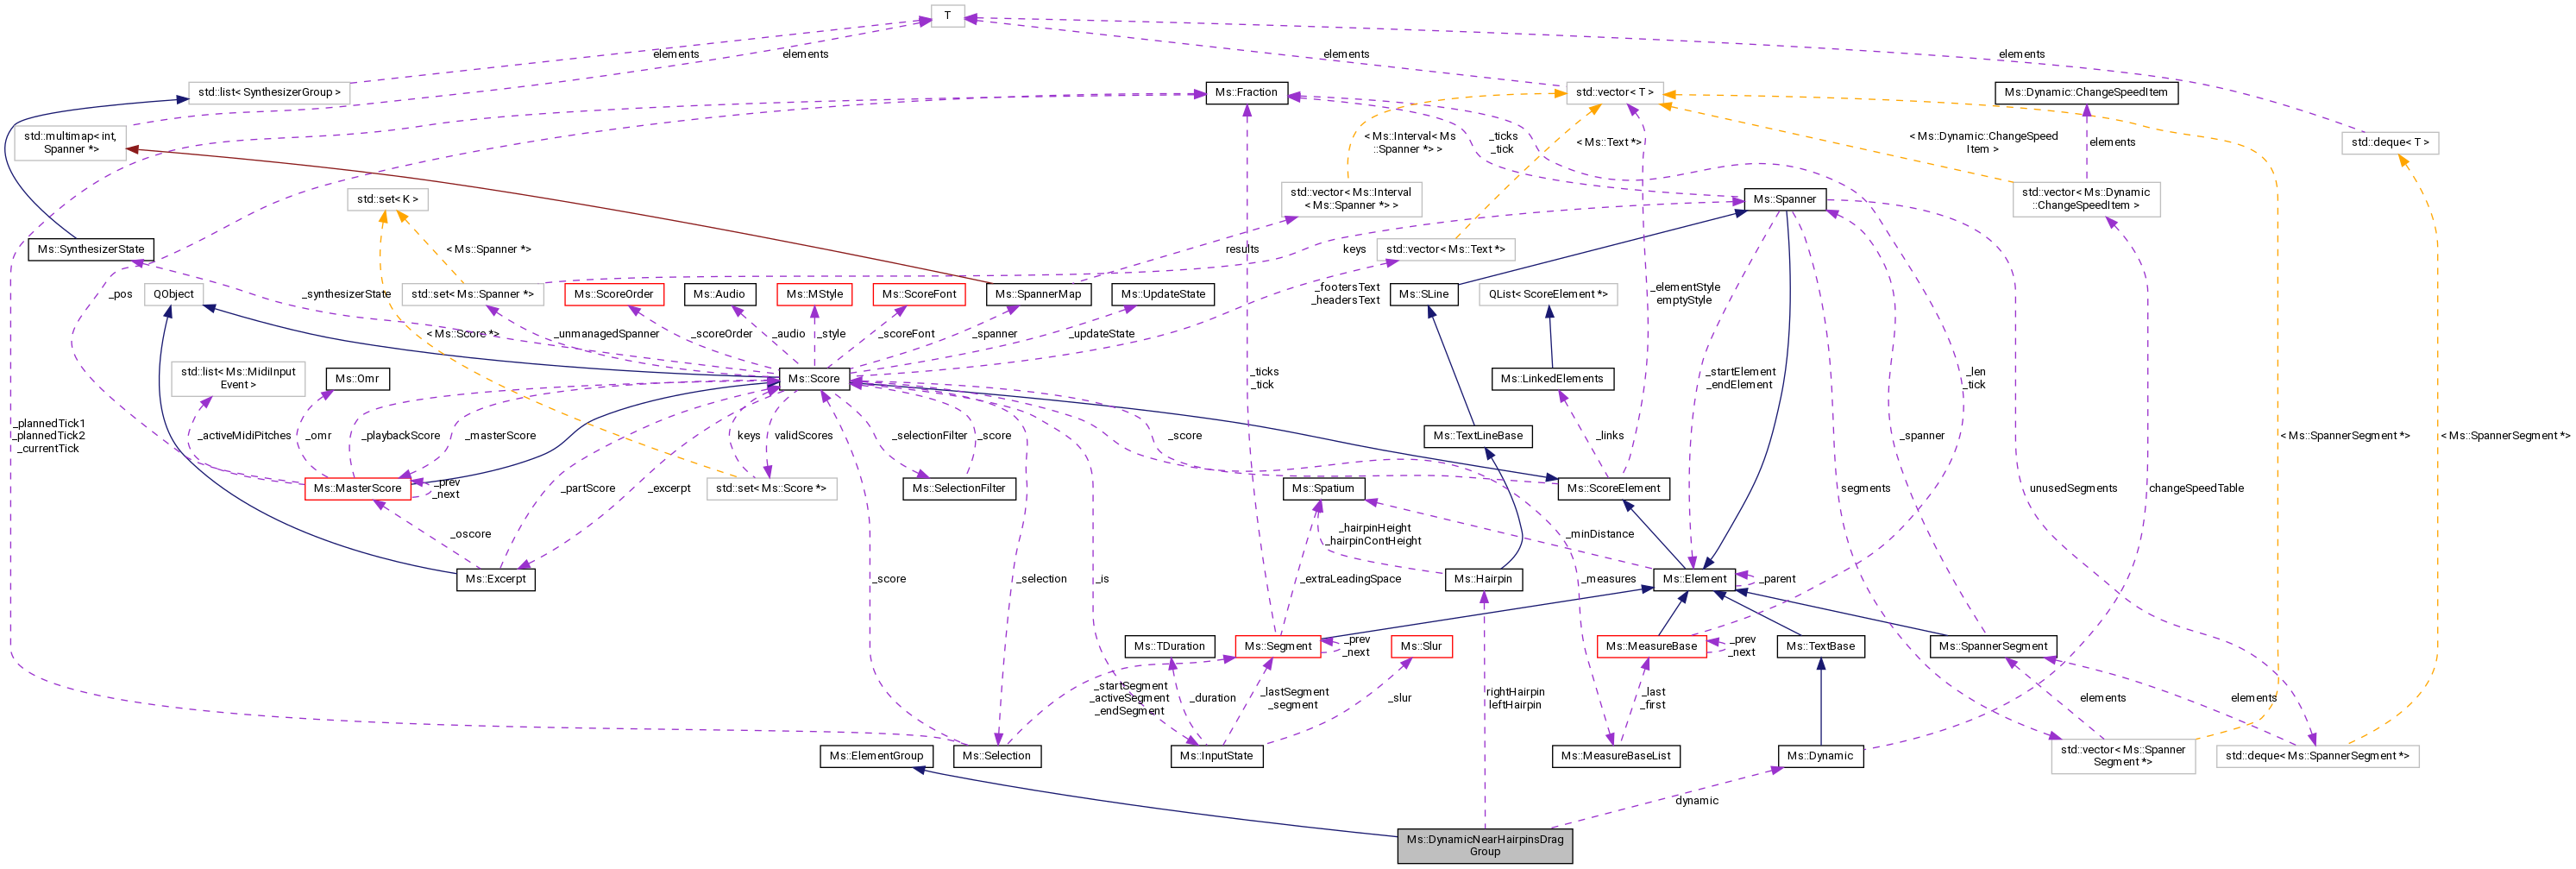 T
elements
elements
elements
elements
std::list< SynthesizerGroup >
Ms::Fraction
std::vector< T >
Ms::Dynamic::ChangeSpeedItem
std::multimap< int,
Spanner *>
< Ms::Interval< Ms
::Spanner *> >
_ticks
_tick
< Ms::Text *>
< Ms::Dynamic::ChangeSpeed
Item >
elements
std::deque< T >
std::set< K >
std::vector< Ms::Interval
< Ms::Spanner *> >
Ms::Spanner
std::vector< Ms::Dynamic
::ChangeSpeedItem >
Ms::SynthesizerState
< Ms::Spanner *>
results
keys
std::vector< Ms::Text *>
_pos
QObject
_synthesizerState
std::set< Ms::Spanner *>
Ms::ScoreOrder
Ms::Audio
Ms::MStyle
Ms::ScoreFont
Ms::SpannerMap
Ms::UpdateState
_footersText
_headersText
Ms::SLine
QList< ScoreElement *>
_elementStyle
emptyStyle
< Ms::Score *>
_unmanagedSpanner
_scoreOrder
_audio
_style
_scoreFont
_spanner
_updateState
std::list< Ms::MidiInput
Event >
Ms::Omr
Ms::Score
_ticks
_tick
Ms::LinkedElements
_startElement
_endElement
_len
_tick
_plannedTick1
_plannedTick2
_currentTick
_activeMidiPitches
_omr
_playbackScore
_masterScore
keys
validScores
_selectionFilter
_score
_score
Ms::TextLineBase
_links
_spanner
< Ms::SpannerSegment *>
< Ms::SpannerSegment *>
Ms::MasterScore
_prev
_next
std::set< Ms::Score *>
Ms::SelectionFilter
Ms::Spatium
Ms::ScoreElement
segments
unusedSegments
changeSpeedTable
_oscore
_partScore
_excerpt
_hairpinHeight
_hairpinContHeight
_minDistance
Ms::Excerpt
_score
_selection
_is
_extraLeadingSpace
Ms::Hairpin
_measures
Ms::Element
_parent
Ms::TDuration
Ms::Segment
_prev
_next
Ms::Slur
Ms::MeasureBase
_prev
_next
Ms::TextBase
Ms::SpannerSegment
_startSegment
_activeSegment
_endSegment
_duration
_lastSegment
_segment
_slur
rightHairpin
leftHairpin
_last
_first
elements
elements
Ms::ElementGroup
Ms::Selection
Ms::InputState
Ms::MeasureBaseList
Ms::Dynamic
std::vector< Ms::Spanner
Segment *>
std::deque< Ms::SpannerSegment *>
dynamic
Ms::DynamicNearHairpinsDrag
Group